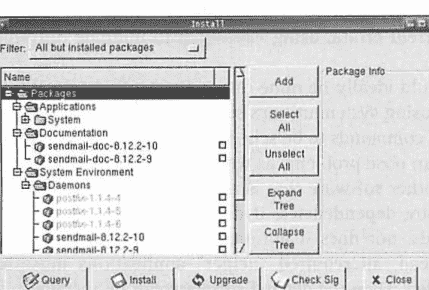 Install
Filter: All but installed packages
Name
Packages
Applications
System
Documentation
sendmail-doc-8.12.2-10
sendmail-doc-8.12.2-9
System Environment
Daemons
postfix-1.1.4-4
postfix-1.1.4-5
postfix-1.1.4-6
sendmail-8.12.2-10
sendmail-8.12.2-9
Add
Select
All
Unselect
All
Expand
Tree
Collapse
Tree
Package Info
Query
Install
Upgrade
Check Sig
Close